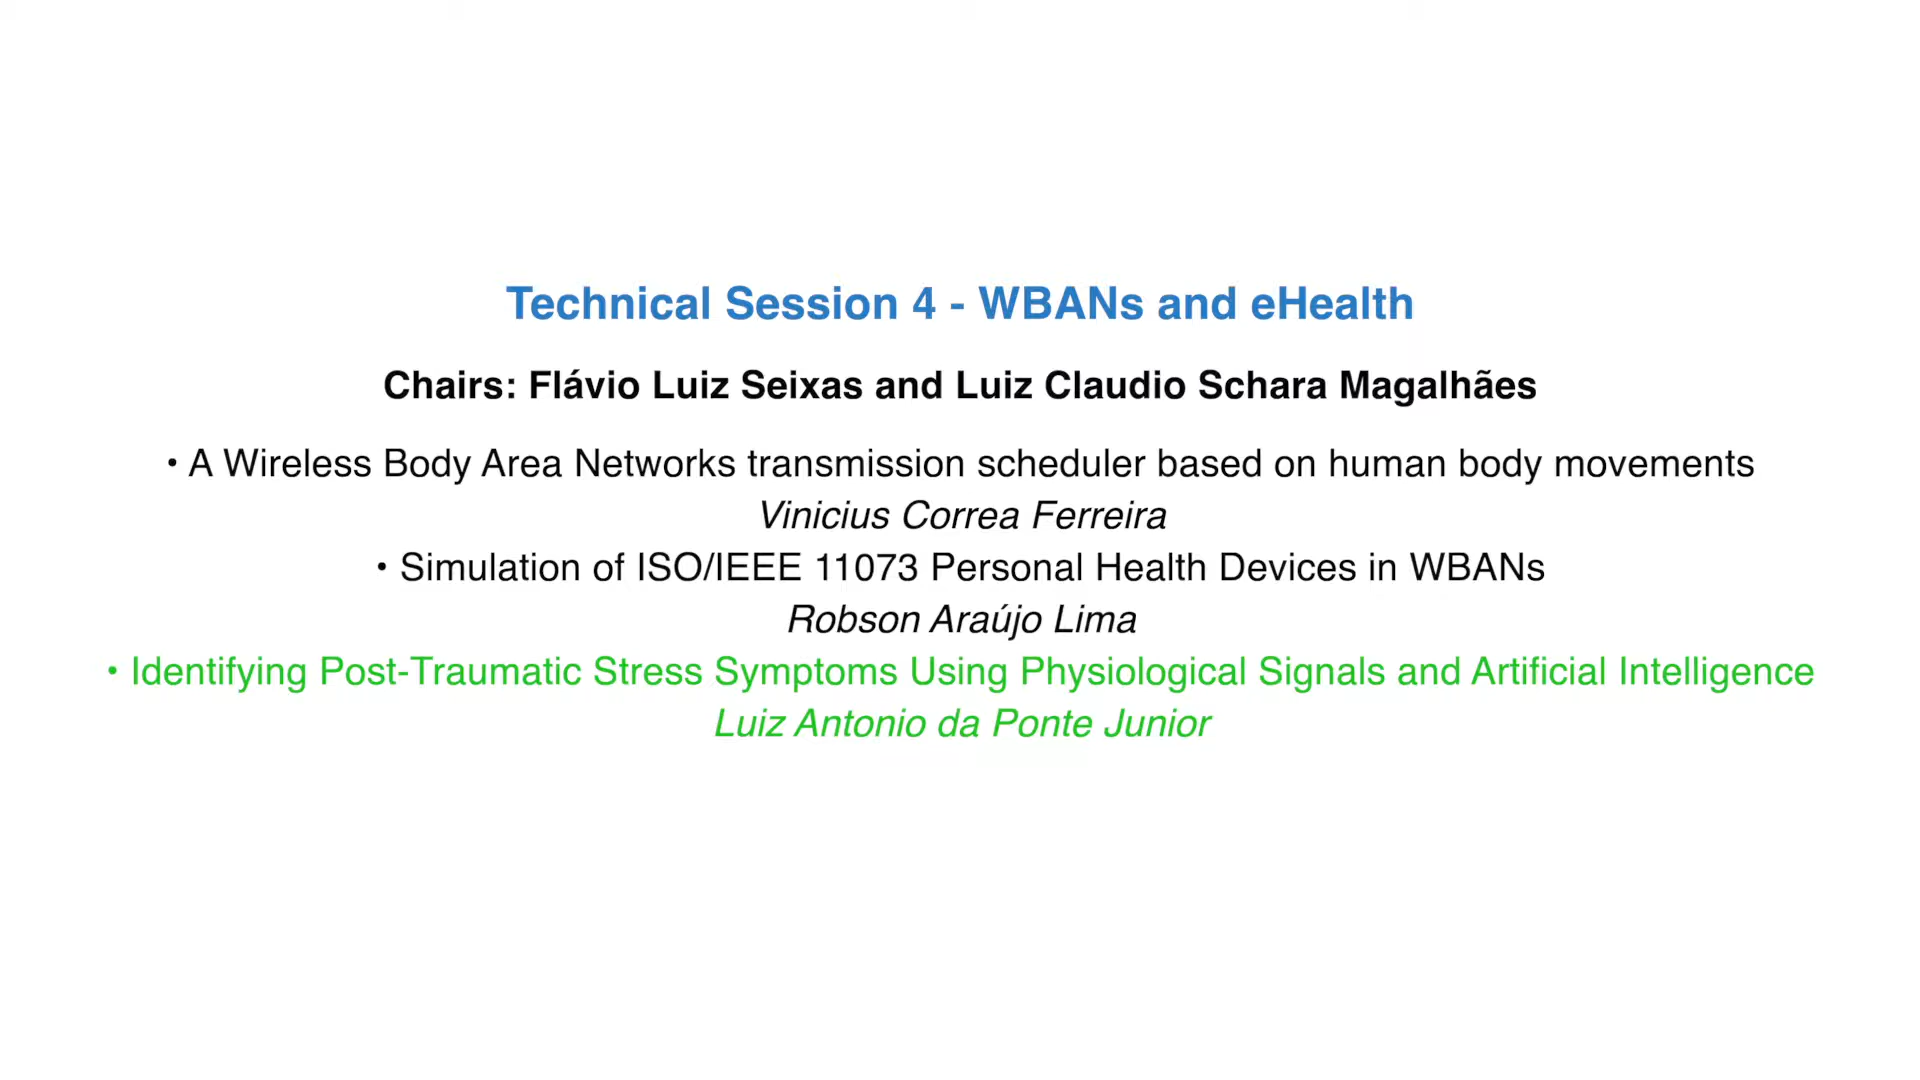 Technical Session 4 - WBANs and eHealth
Chairs: Flávio Luiz Seixas and Luiz Claudio Schara Magalhães
• A Wireless Body Area Networks transmission scheduler based on human body movements
Vinicius Correa Ferreira
• Simulation of ISO/IEEE 11073 Personal Health Devices in WBANs
Robson Araújo Lima
• Identifying Post-Traumatic Stress Symptoms Using Physiological Signals and Artificial Intelligence
Luiz Antonio da Ponte Junior